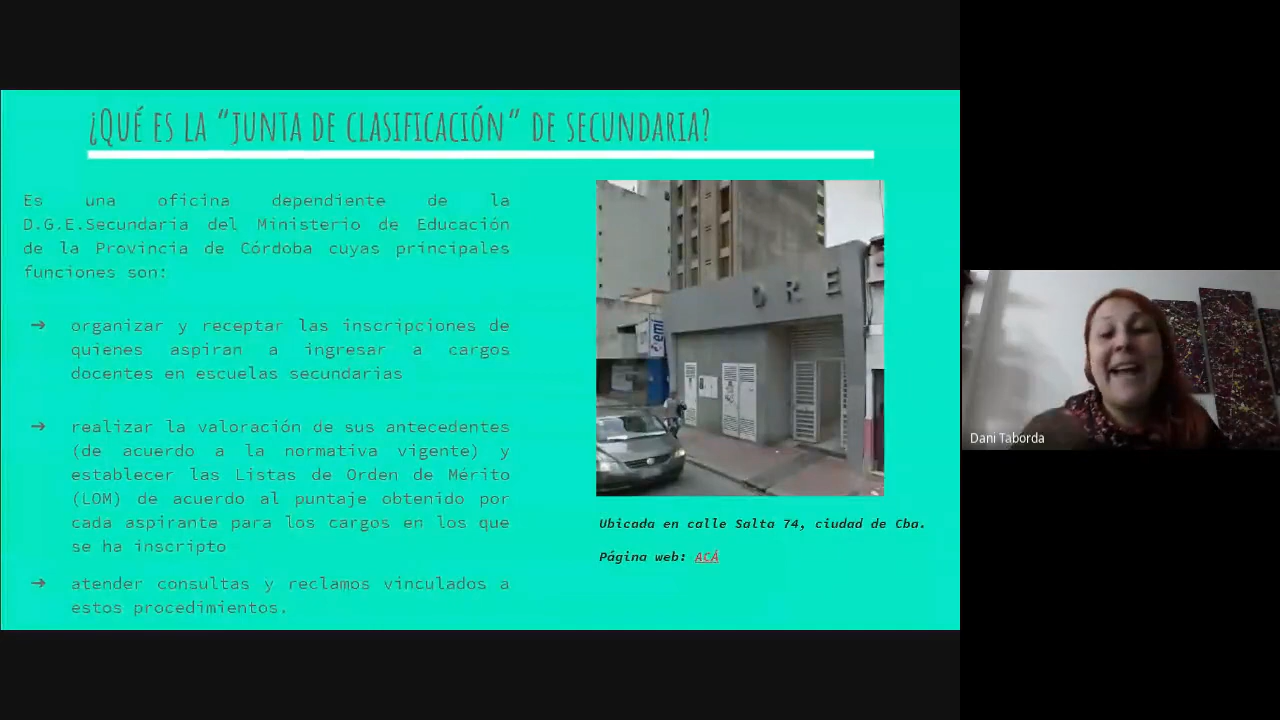 ¿QUÉ ES LA “JUNTA DE CLASIFICACIÓN“ DE SECUNDARIA?
Es una oficina dependiente de la
D.G.E.Secundaria del Ministerio de Educación
de la Provincia de Córdoba cuyas principales
funciones son:
➔ organizar y receptar las inscripciones de
quienes aspiran a ingresar a cargos
docentes en escuelas secundarias
➔ realizar la valoración de sus antecedentes
(de acuerdo a la normativa vigente) y
establecer las Listas de Orden de Mérito
(LOM) de acuerdo al puntaje obtenido por
cada aspirante para los cargos en los que
se ha inscripto
➔ atender consultas y reclamos vinculados a
estos procedimientos.
O R E
Ubicada en calle Salta 74, ciudad de Cba.
Página web: ACÁ
Dani Taborda